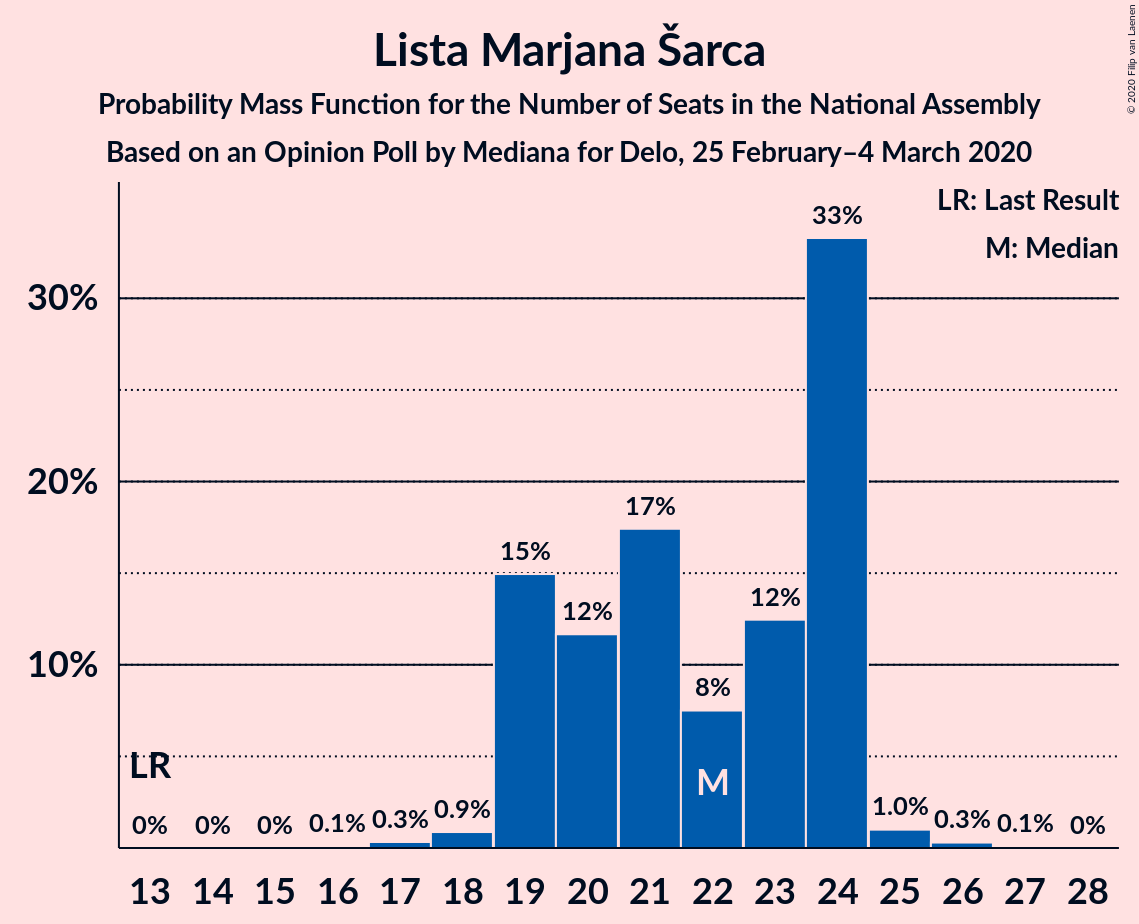 Lista Marjana Šarca
Probability Mass Function for the Number of Seats in the National Assembly
Based on an Opinion Poll by Mediana for Delo, 25 February–4 March 2020
© 2020 Filip van Laenen
LR: Last Result
M: Median
30%
20%
10%
LR
M
0%
0%
0%
0.1%
0.3%
0.9%
15%
12%
17%
8%
12%
33%
1.0%
0.3%
0.1%
0%
13 14 15 16 17 18 19 20 21 22 23 24 25 26 27 28